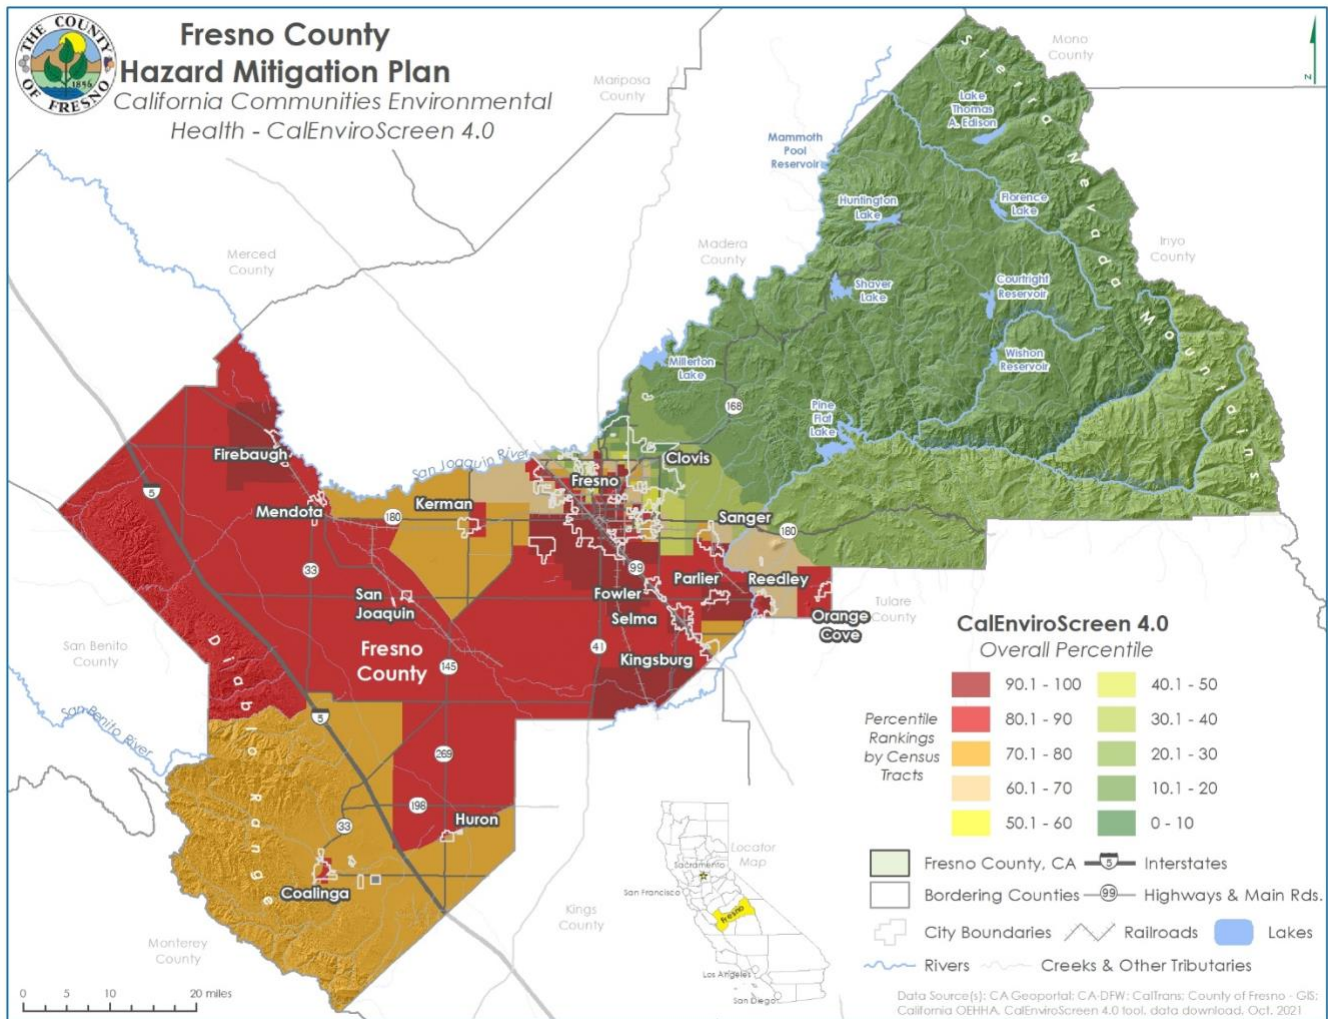 THE COUNTY
OF FRESNO
1856
Fresno County
Hazard Mitigation Plan
California Communities Environmental
Health - CalEnviroScreen 4.0
Mono
County
N
Mariposa
County
Sierra Nevada Mountains
Lake
Thomas
A. Edison
Mammoth
Pool
Reservoir
Huntington
Lake
Florence
Lake
Merced
County
Madera
County
Inyo
County
Shaver
Lake
Courtright
Reservoir
Millerton
Lake
Wishon
Reservoir
168
Pine
Flat
Lake
Firebaugh
San Joaquin River
Clovis
Fresno
5
Mendota
Kerman
180
Sanger
180
33
99
Parlier
Reedley
San
Joaquin
Fowler
Selma
Orange
Cove
Tulare
County
Diablo Range
Fresno
County
145
41
Kingsburg
San Benito
County
San Benito River
5
269
198
Huron
33
Coalinga
Monterey
County
Kings
County
0 5 10 20 miles
CalEnviroScreen 4.0
Overall Percentile
Percentile
Rankings
by Census
Tracts
90.1 - 100
80.1 - 90
70.1 - 80
60.1 - 70
50.1 - 60
40.1 - 50
30.1 - 40
20.1 - 30
10.1 - 20
0 - 10
Fresno County, CA
5 Interstates
Bordering Counties
99 Highways & Main Rds.
City Boundaries
Railroads
Lakes
Rivers
Creeks & Other Tributaries
Locator
Map
Sacramento
San Francisco
Fresno
Los Angeles
San Diego
Data Source(s): CA Geoportal; CA-DFW; CalTrans; County of Fresno - GIS;
California OEHHA, CalEnviroScreen 4.0 tool, data download, Oct. 2021